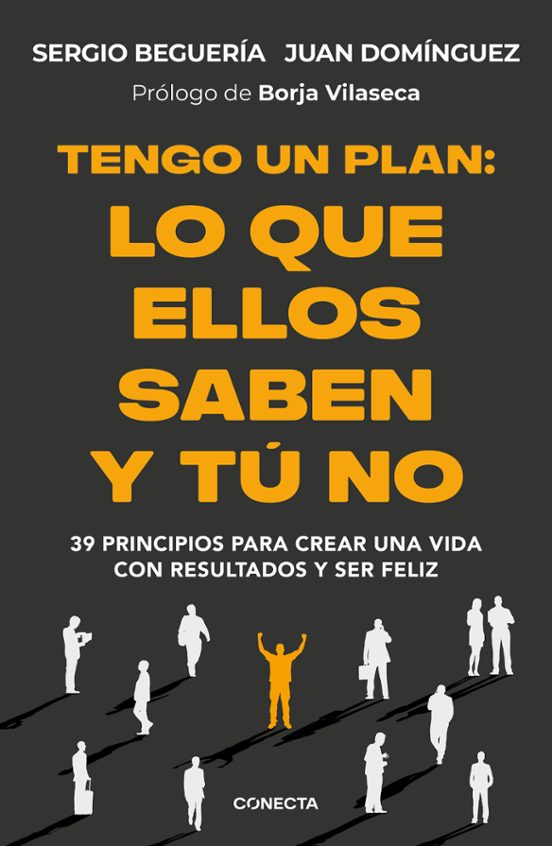 SERGIO BEGUERÍA JUAN DOMÍNGUEZ
Prólogo de Borja Vilaseca
TENGO UN PLAN:
LO QUE
ELLOS
SABEN
Y TÚ NO
39 PRINCIPIOS PARA CREAR UNA VIDA
CON RESULTADOS Y SER FELIZ
CONECTA